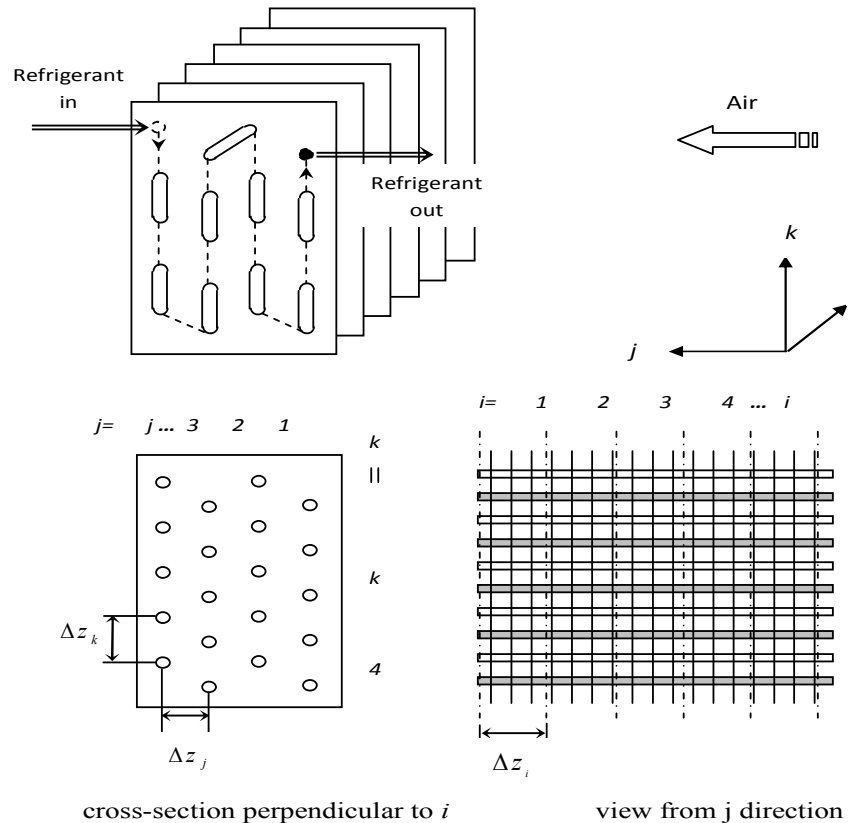 Refrigerant
in
Air
Refrigerant
out
k
j
j= j ... 3 2 1
k
||
k
4
i= 1 2 3 4 ... i
Δz_k
Δz_j
Δz_i
cross-section perpendicular to i
view from j direction